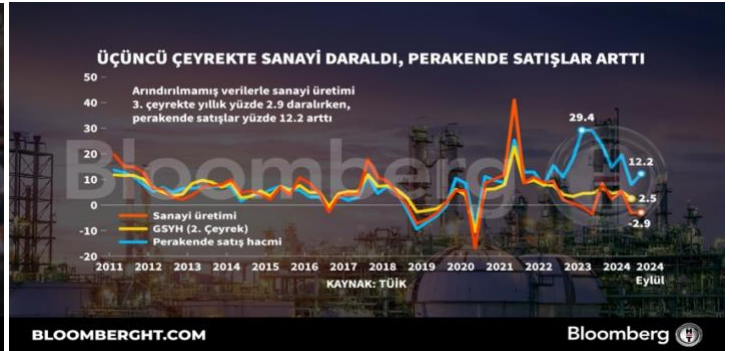 ÜÇÜNCÜ ÇEYREKTE SANAYİ DARALDI, PERAKENDE SATIŞLAR ARTTI
50
40
30
20
10
0
-10
-20
Arındırılmamış verilerle sanayi üretimi
3. çeyrekte yıllık yüzde 2.9 daralırken,
perakende satışlar yüzde 12.2 arttı
29.4
12.2
2.5
-2.9
Bloomberg
Sanayi üretimi
GSYH (2. Çeyrek)
Perakende satış hacmi
2011 2012 2013 2014 2015 2016 2017 2018 2019 2020 2021 2022 2023 2024 2024
Eylül
KAYNAK: TÜİK
BLOOMBERGHT.COM
Bloomberg HT